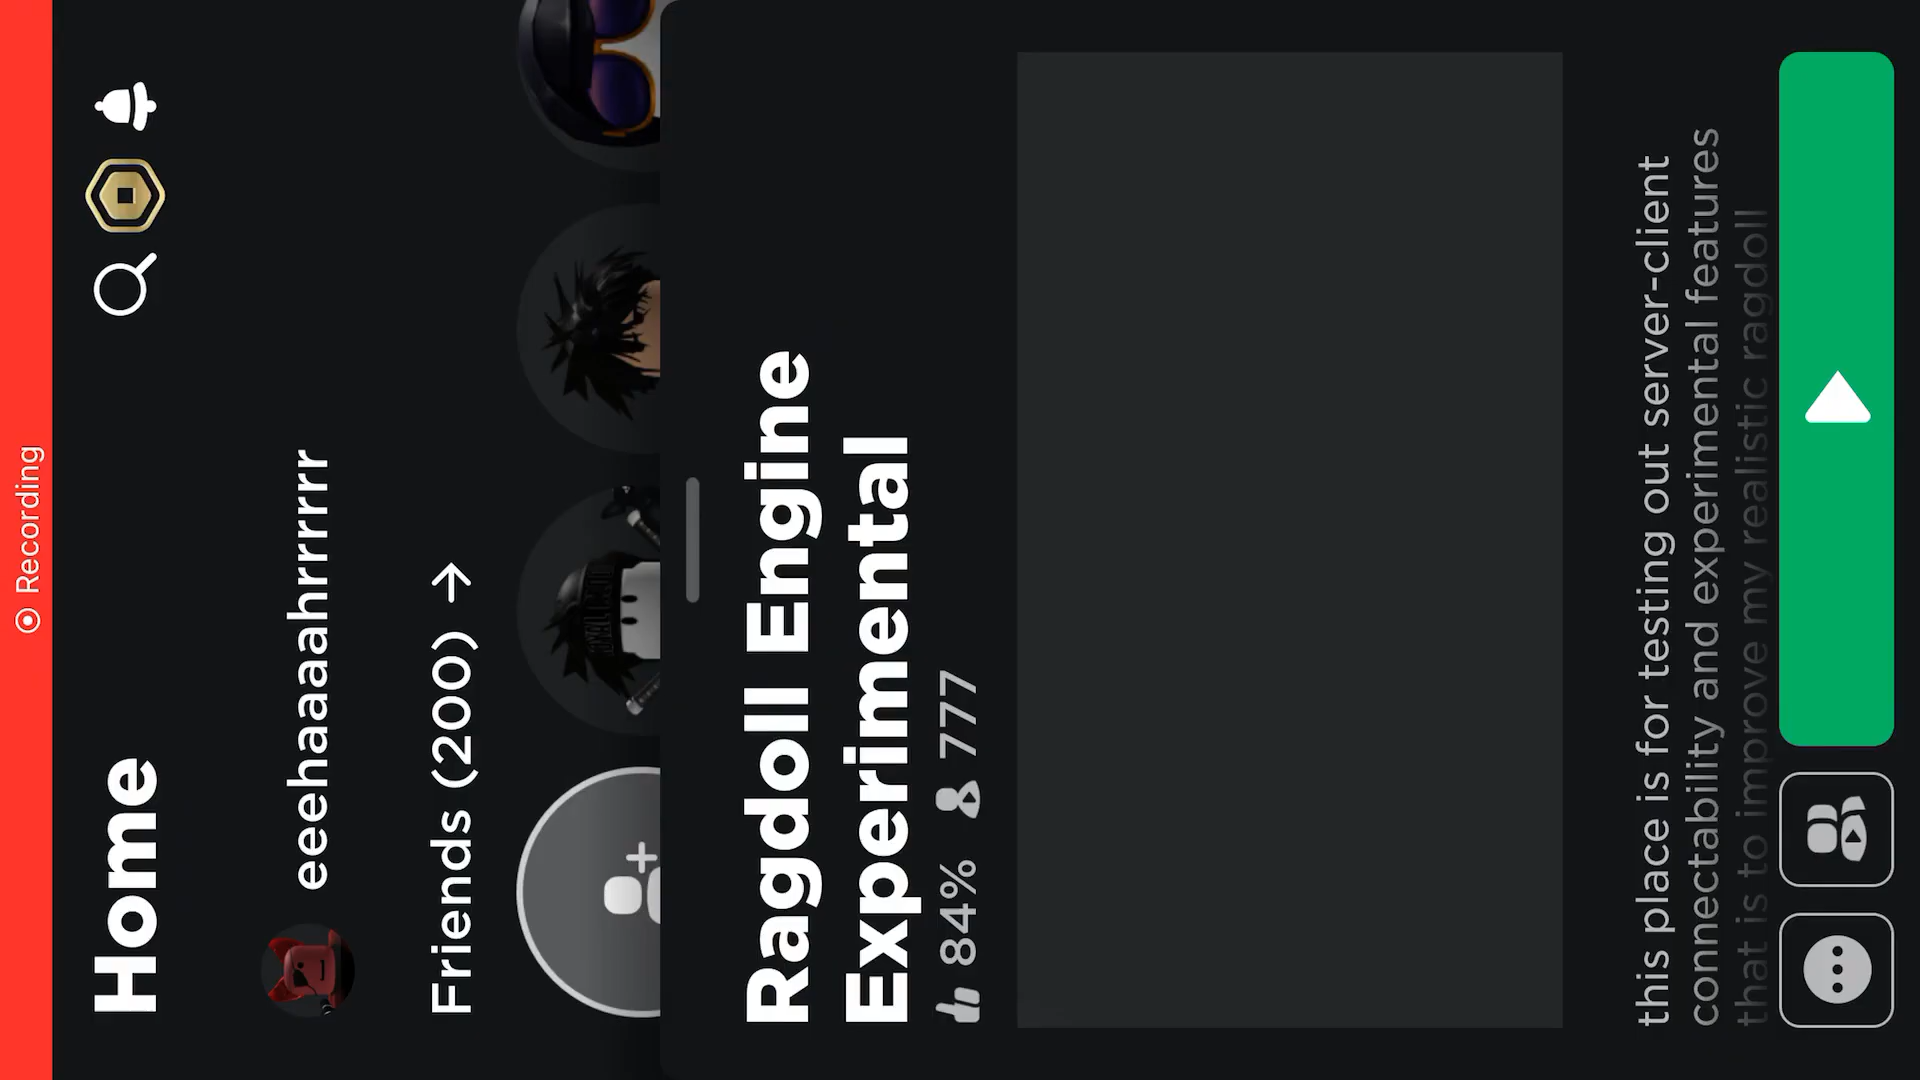 Recording
Home
eeehaaaahrrrrrr
Friends (200)
Ragdoll Engine
Experimental
84% 777
this place is for testing out server-client
connectability and experimental features
that is to improve my realistic ragdoll